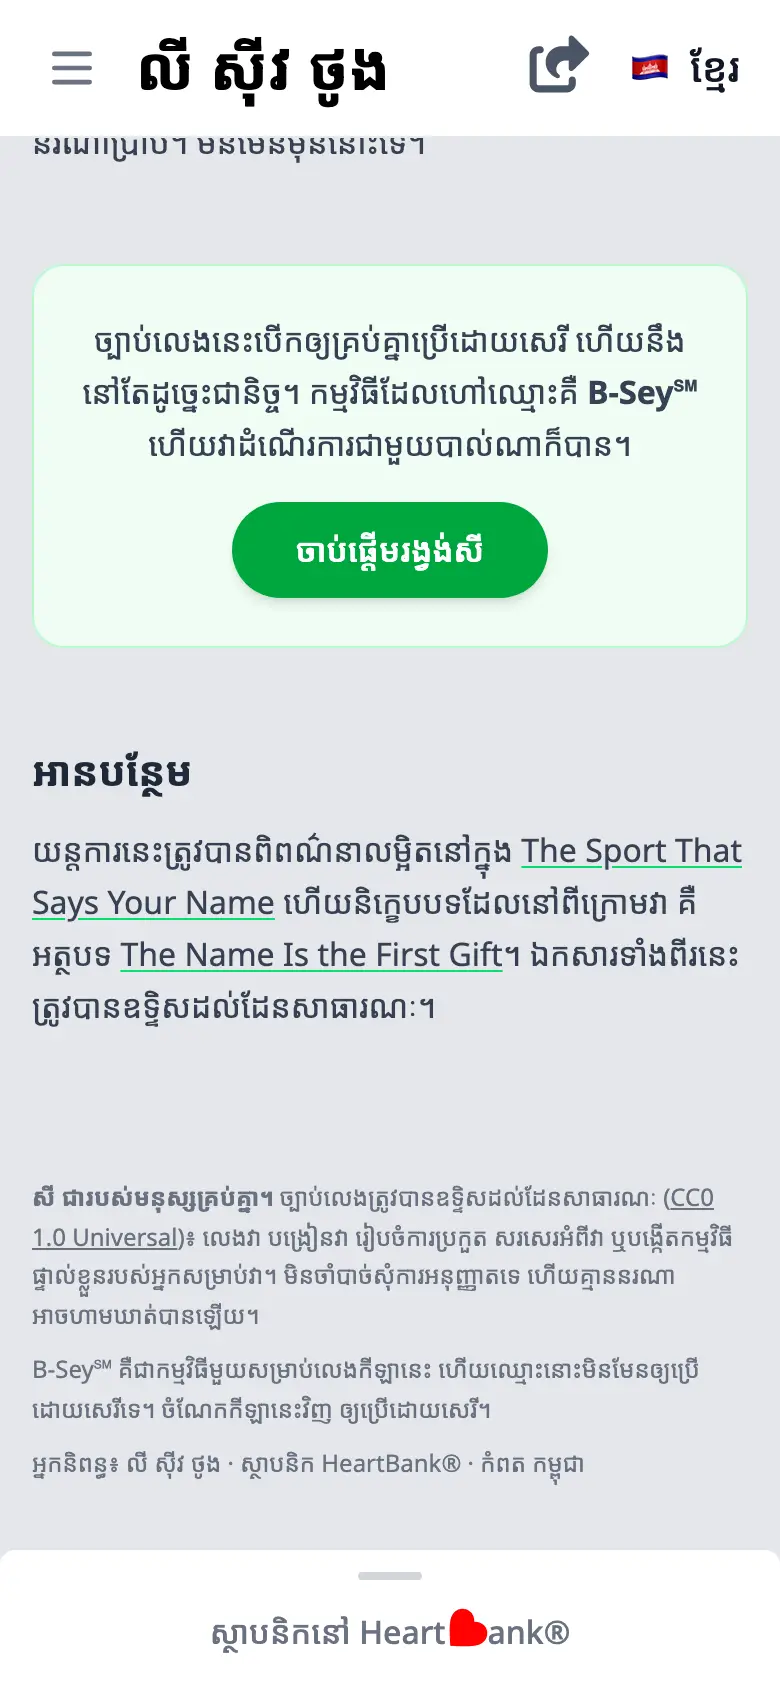 លី ស៊ីវ ថូង
ខ្មែរ
នរណាប្រាប់។ មិនមែនមុននោះទេ។
ច្បាប់លេងនេះបើកឲ្យគ្រប់គ្នាប្រើដោយសេរី ហើយនឹង
នៅតែដូច្នេះជានិច្ច។ កម្មវិធីដែលហៅឈ្មោះគឺ B-Sey℠
ហើយវាដំណើរការជាមួយបាល់ណាក៏បាន។
ចាប់ផ្ដើមរង្វង់សី
អានបន្ថែម
យន្តការនេះត្រូវបានពិពណ៌នាលម្អិតនៅក្នុង The Sport That
Says Your Name ហើយនិក្ខេបបទដែលនៅពីក្រោមវា គឺ
អត្ថបទ The Name Is the First Gift។ ឯកសារទាំងពីរនេះ
ត្រូវបានឧទ្ទិសដល់ដែនសាធារណៈ។
សី ជារបស់មនុស្សគ្រប់គ្នា។ ច្បាប់លេងត្រូវបានឧទ្ទិសដល់ដែនសាធារណៈ (CC0
1.0 Universal)៖ លេងវា បង្រៀនវា រៀបចំការប្រកួត សរសេរអំពីវា ឬបង្កើតកម្មវិធី
ផ្ទាល់ខ្លួនរបស់អ្នកសម្រាប់វា។ មិនចាំបាច់សុំការអនុញ្ញាតទេ ហើយគ្មាននរណា
អាចហាមឃាត់បានឡើយ។
B-Sey℠ គឺជាកម្មវិធីមួយសម្រាប់លេងកីឡានេះ ហើយឈ្មោះនោះមិនមែនឲ្យប្រើ
ដោយសេរីទេ។ ចំណែកកីឡានេះវិញ ឲ្យប្រើដោយសេរី។
អ្នកនិពន្ធ៖ លី ស៊ីវ ថូង · ស្ថាបនិក HeartBank® · កំពត កម្ពុជា
ស្ថាបនិកនៅ Heart ank®